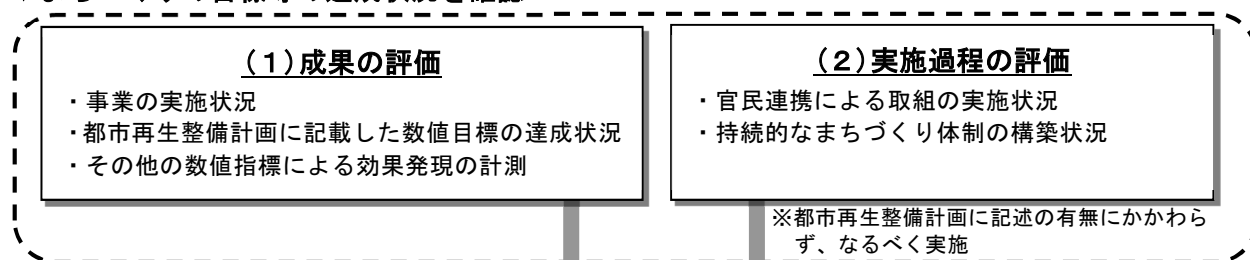 (1)成果の評価
・事業の実施状況
・都市再生整備計画に記載した数値目標の達成状況
・その他の数値指標による効果発現の計測
(2)実施過程の評価
・官民連携による取組の実施状況
・持続的なまちづくり体制の構築状況
※都市再生整備計画に記述の有無にかかわら
ず、なるべく実施